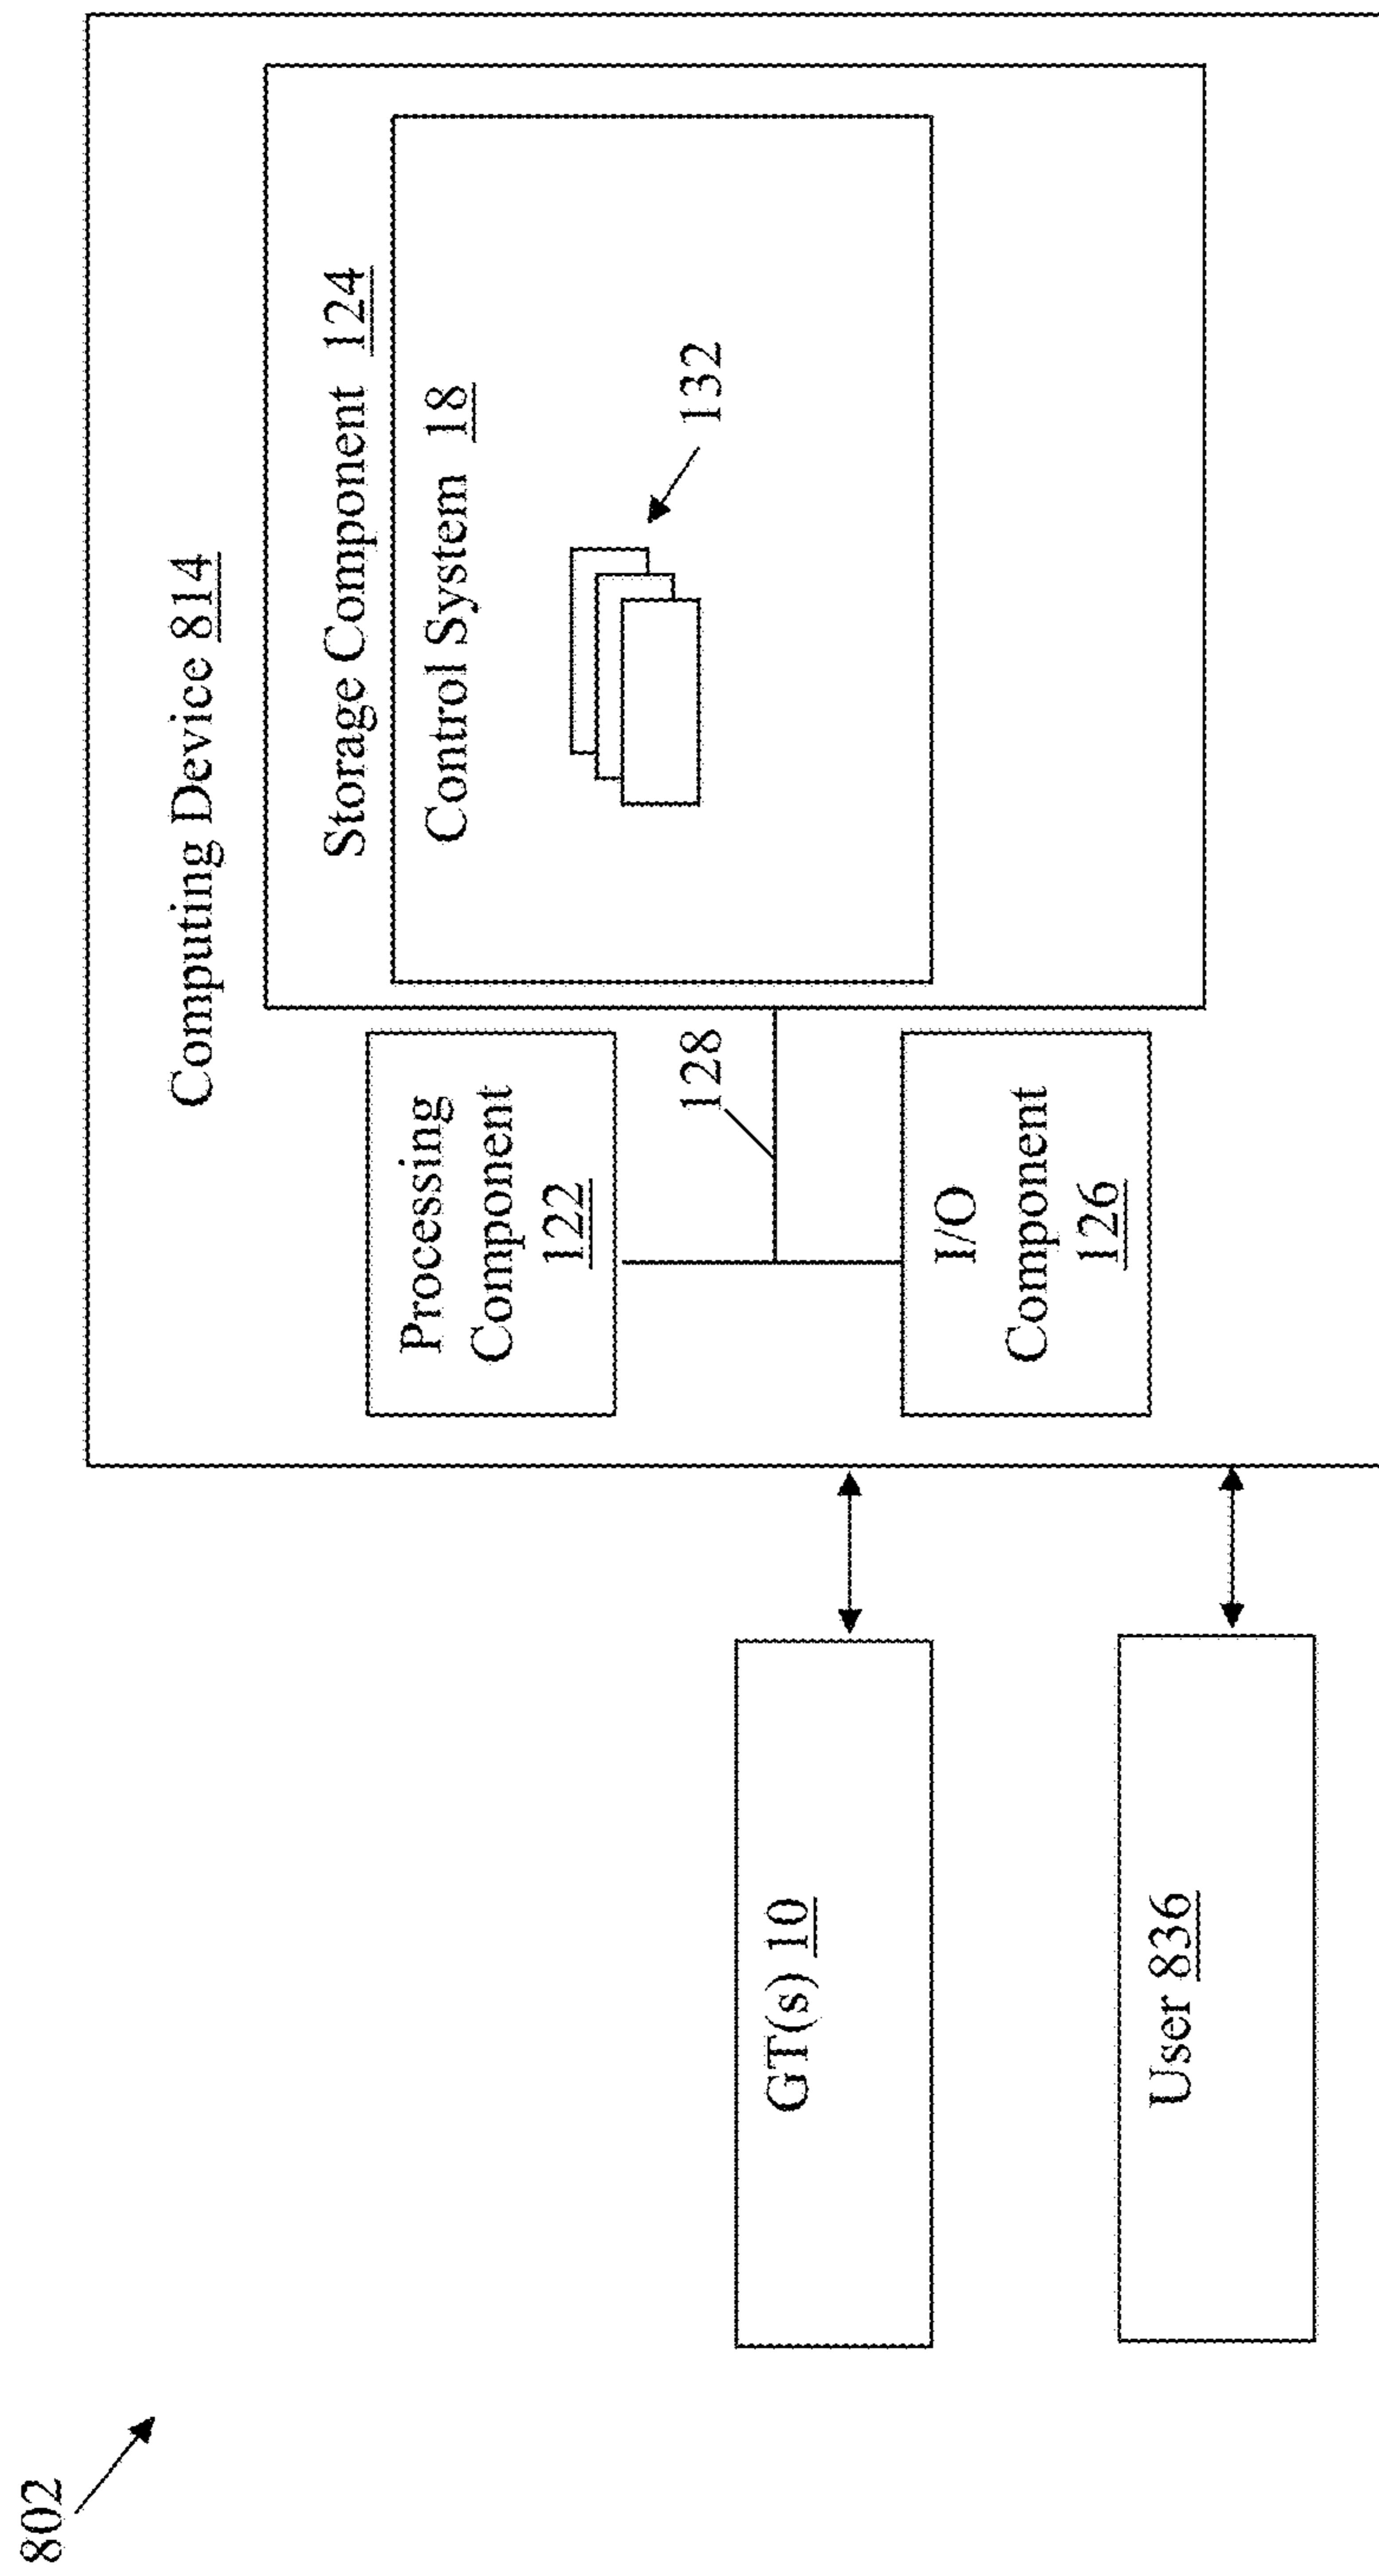 802
Computing Device 814
Storage Component 124
Control System 18
132
Processing
Component
122
128
I/O
Component
126
GT(s) 10
User 836